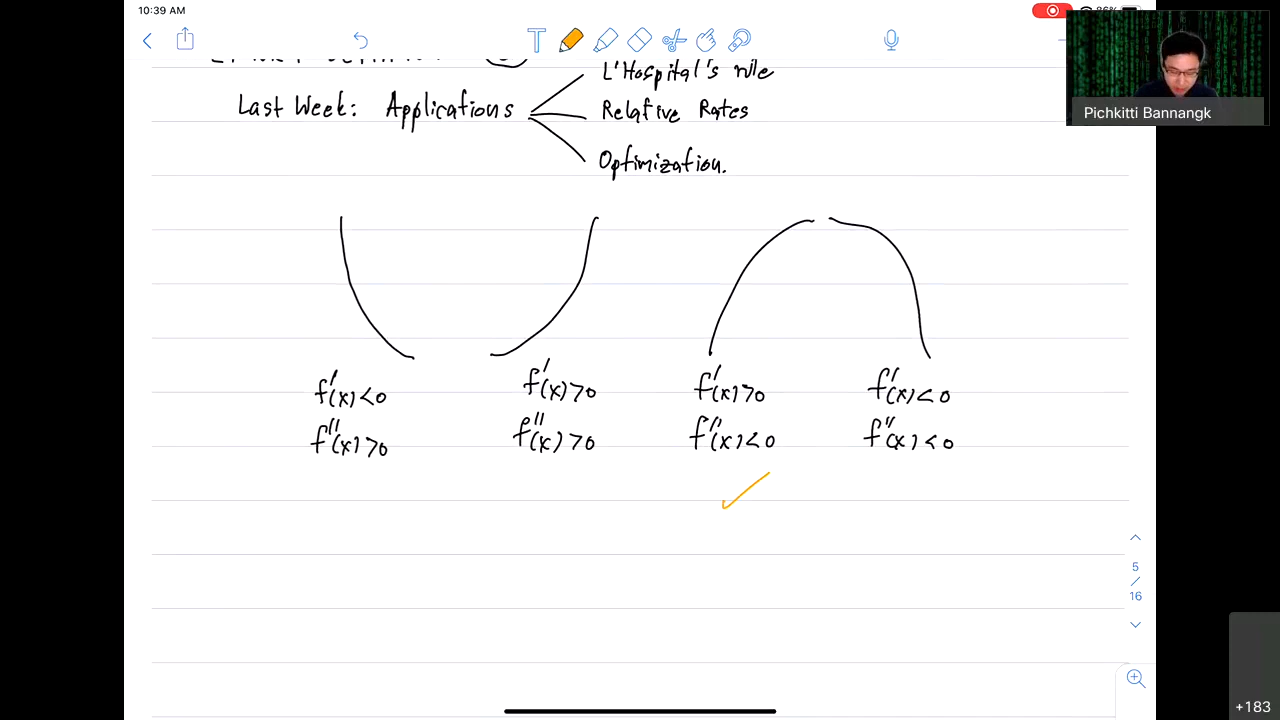 10:39 AM
86%
T
Pichkitti Bannangk
L'Hospital's rule
Last Week: Applications
Relative Rates
Optimization.
f'(x)<0 f'(x)>0 f'(x)>0 f'(x)<0
f''(x)>0 f''(x)>0 f''(x)<0 f''(x)<0
5
/
16
+183